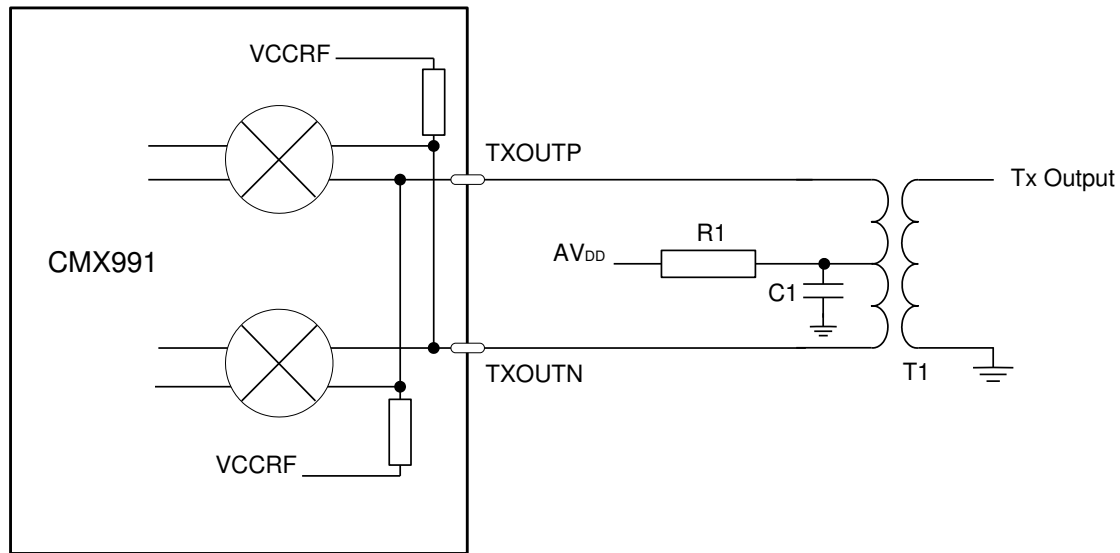 VCCRF
TXOUTP
Tx Output
R1
AVDD
CMX991
C1
TXOUTN
T1
VCCRF